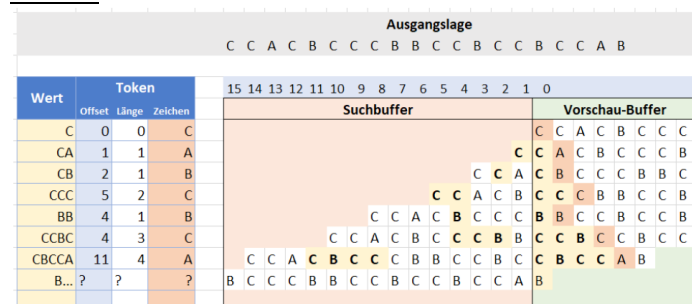 Ausgangslage
C C A C B C C C B B C C B C C B C C A B
Wert Token 15 14 13 12 11 10 9 8 7 6 5 4 3 2 1 0
Offset Länge Zeichen Suchbuffer Vorschau-Buffer
C 0 0 C C C A C B C C C
CA 1 1 A C C A C B C C C B
CB 2 1 B C C A C B C C C B B C
CCC 5 2 C C C A C B C C C B B C C B
BB 4 1 B C C A C B C C C B B C C B C C B
CCBC 4 3 C C C A C B C C C B B C C B C C B C C
CBCCA 11 4 A C C A C B C C C B B C C B C C B C C A B
B... ? ? ? B C C C B B C C B C C B C C A B